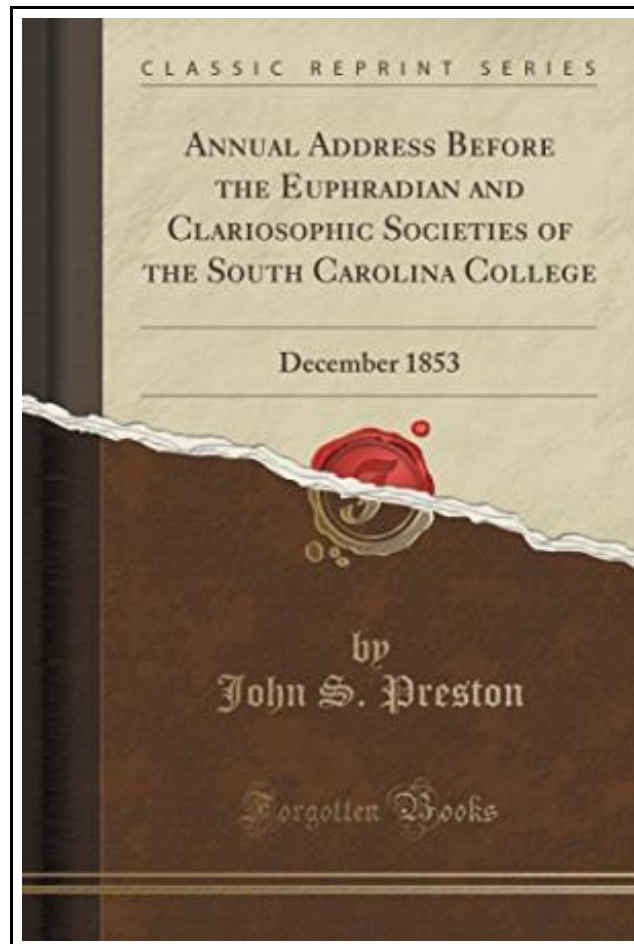 CLASSIC REPRINT SERIES
ANNUAL ADDRESS BEFORE
THE EUPHRADIAN AND
CLARIOSOPHIC SOCIETIES OF
THE SOUTH CAROLINA COLLEGE
December 1853
by
John S. Preston
Forgotten Books